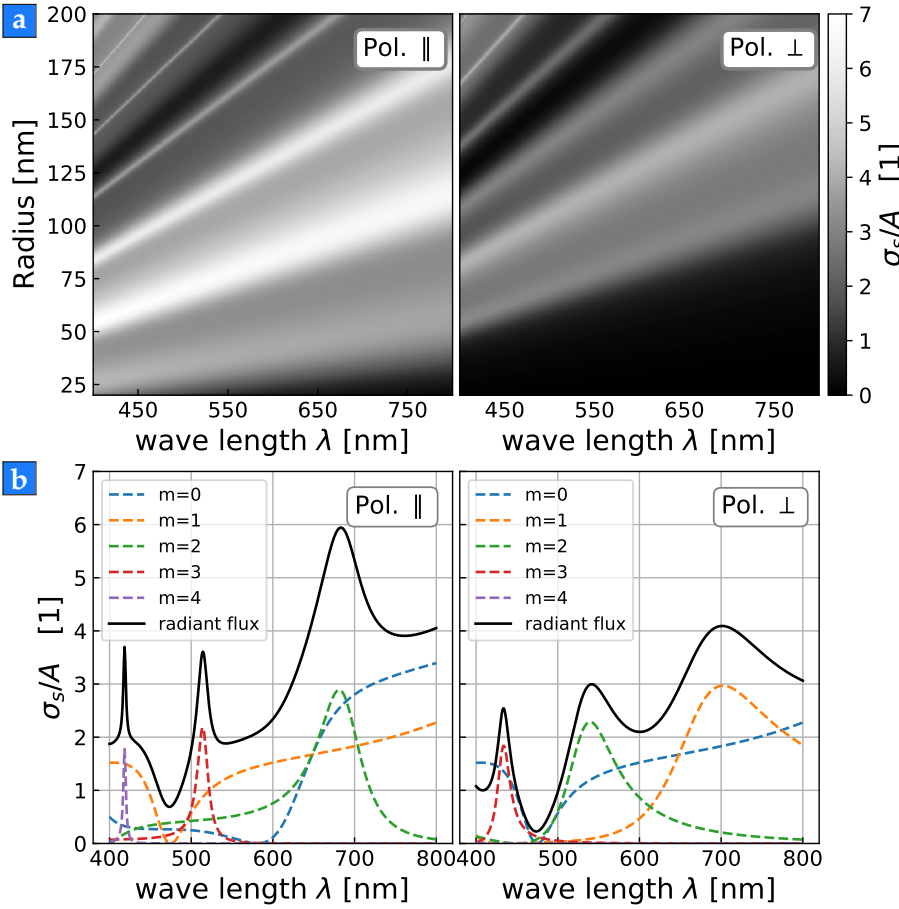 a
Pol. ∥
Pol. ⊥
200
175
150
125
100
75
50
25
Radius [nm]
450 550 650 750
450 550 650 750
wave length λ [nm]
wave length λ [nm]
7
6
5
4
3
2
1
0
σₛ/A [1]
b
Pol. ∥
m=0
m=1
m=2
m=3
m=4
radiant flux
Pol. ⊥
m=0
m=1
m=2
m=3
m=4
radiant flux
7
6
5
4
3
2
1
0
σₛ/A [1]
400 500 600 700 800
400 500 600 700 800
wave length λ [nm]
wave length λ [nm]